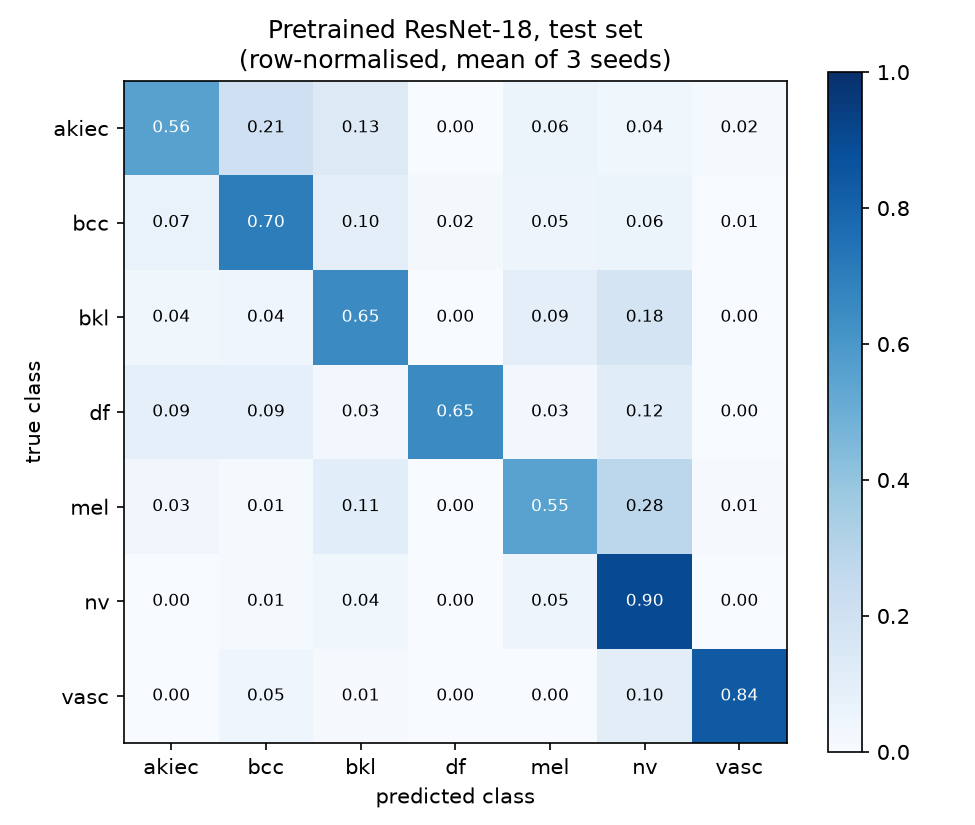 Pretrained ResNet-18, test set
(row-normalised, mean of 3 seeds)
1.0
akiec 0.56 0.21 0.13 0.00 0.06 0.04 0.02
0.8
bcc 0.07 0.70 0.10 0.02 0.05 0.06 0.01
bkl 0.04 0.04 0.65 0.00 0.09 0.18 0.00
0.6
true class
df 0.09 0.09 0.03 0.65 0.03 0.12 0.00
0.4
mel 0.03 0.01 0.11 0.00 0.55 0.28 0.01
nv 0.00 0.01 0.04 0.00 0.05 0.90 0.00
0.2
vasc 0.00 0.05 0.01 0.00 0.00 0.10 0.84
0.0
akiec bcc bkl df mel nv vasc
predicted class